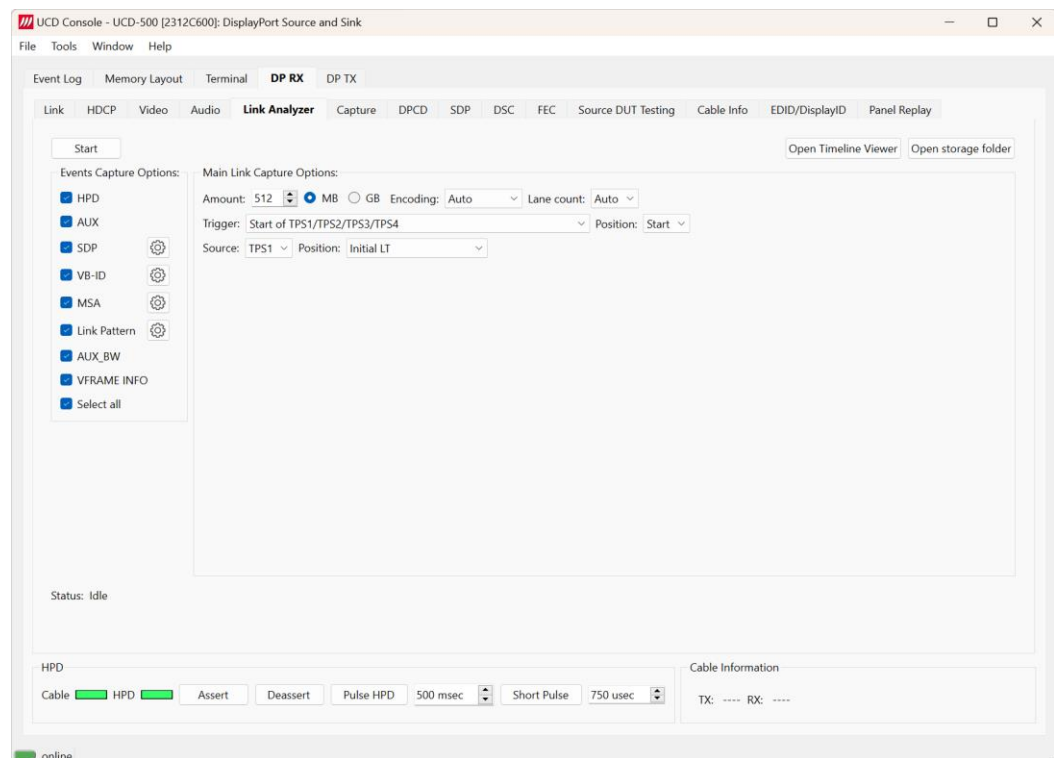 UCD Console - UCD-500 [2312C600]: DisplayPort Source and Sink
File Tools Window Help
Event Log Memory Layout Terminal DP RX DP TX
Link HDCP Video Audio Link Analyzer Capture DPCD SDP DSC FEC Source DUT Testing Cable Info EDID/DisplayID Panel Replay
Start Open Timeline Viewer Open storage folder
Events Capture Options: Main Link Capture Options:
HPD Amount: 512 MB GB Encoding: Auto Lane count: Auto
AUX Trigger: Start of TPS1/TPS2/TPS3/TPS4 Position: Start
SDP Source: TPS1 Position: Initial LT
VB-ID
MSA
Link Pattern
AUX_BW
VFRAME INFO
Select all
Status: Idle
HPD Cable Information
Cable HPD Assert Deassert Pulse HPD 500 msec Short Pulse 750 usec TX: ---- RX: ----
online